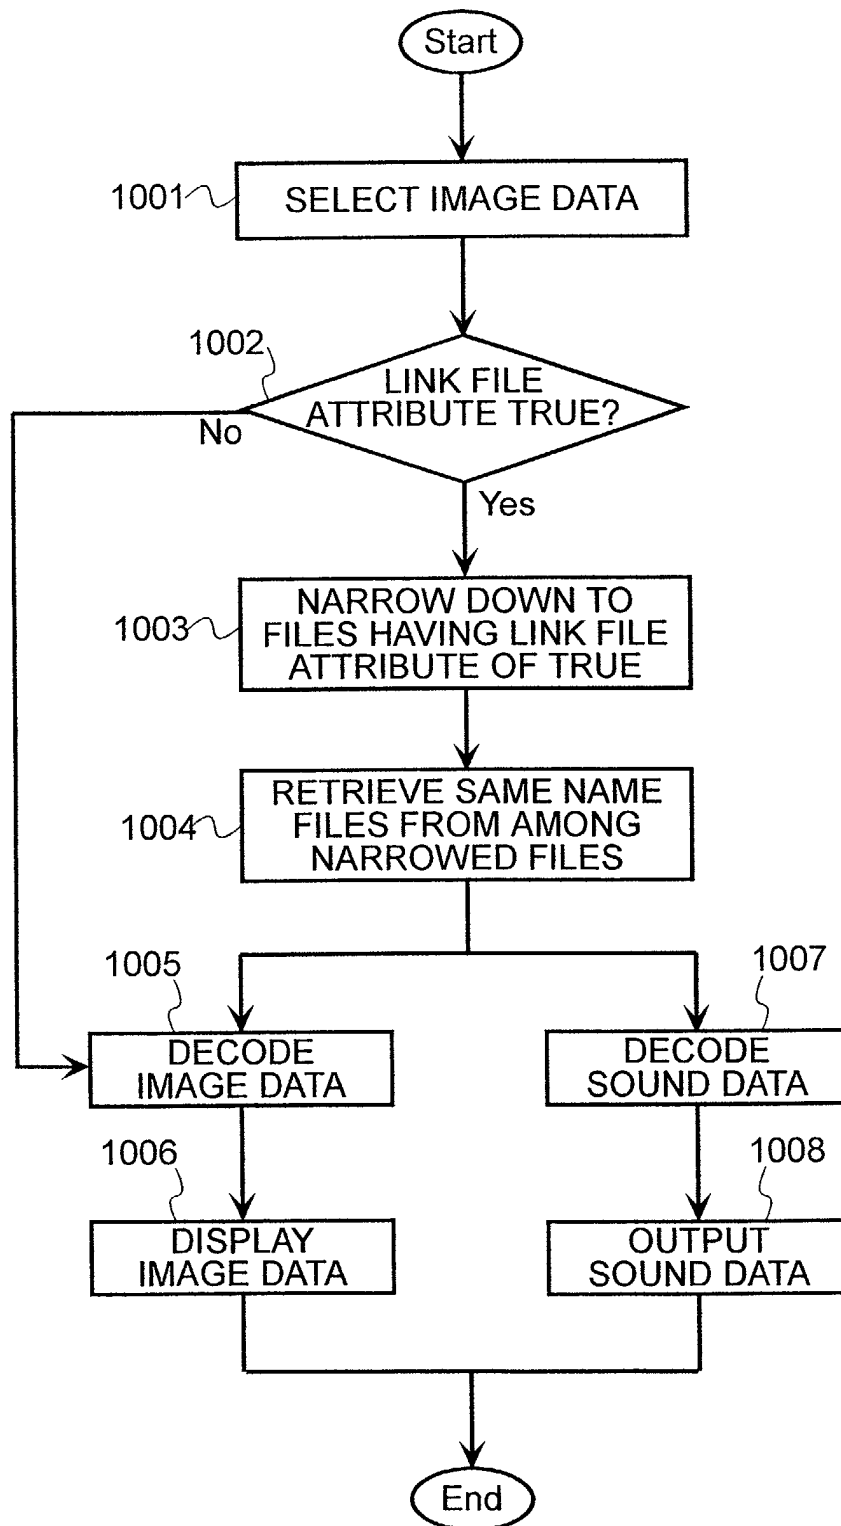 Start
1001
SELECT IMAGE DATA
1002
LINK FILE
ATTRIBUTE TRUE?
No
Yes
1003
NARROW DOWN TO
FILES HAVING LINK FILE
ATTRIBUTE OF TRUE
1004
RETRIEVE SAME NAME
FILES FROM AMONG
NARROWED FILES
1005
DECODE
IMAGE DATA
1007
DECODE
SOUND DATA
1006
DISPLAY
IMAGE DATA
1008
OUTPUT
SOUND DATA
End